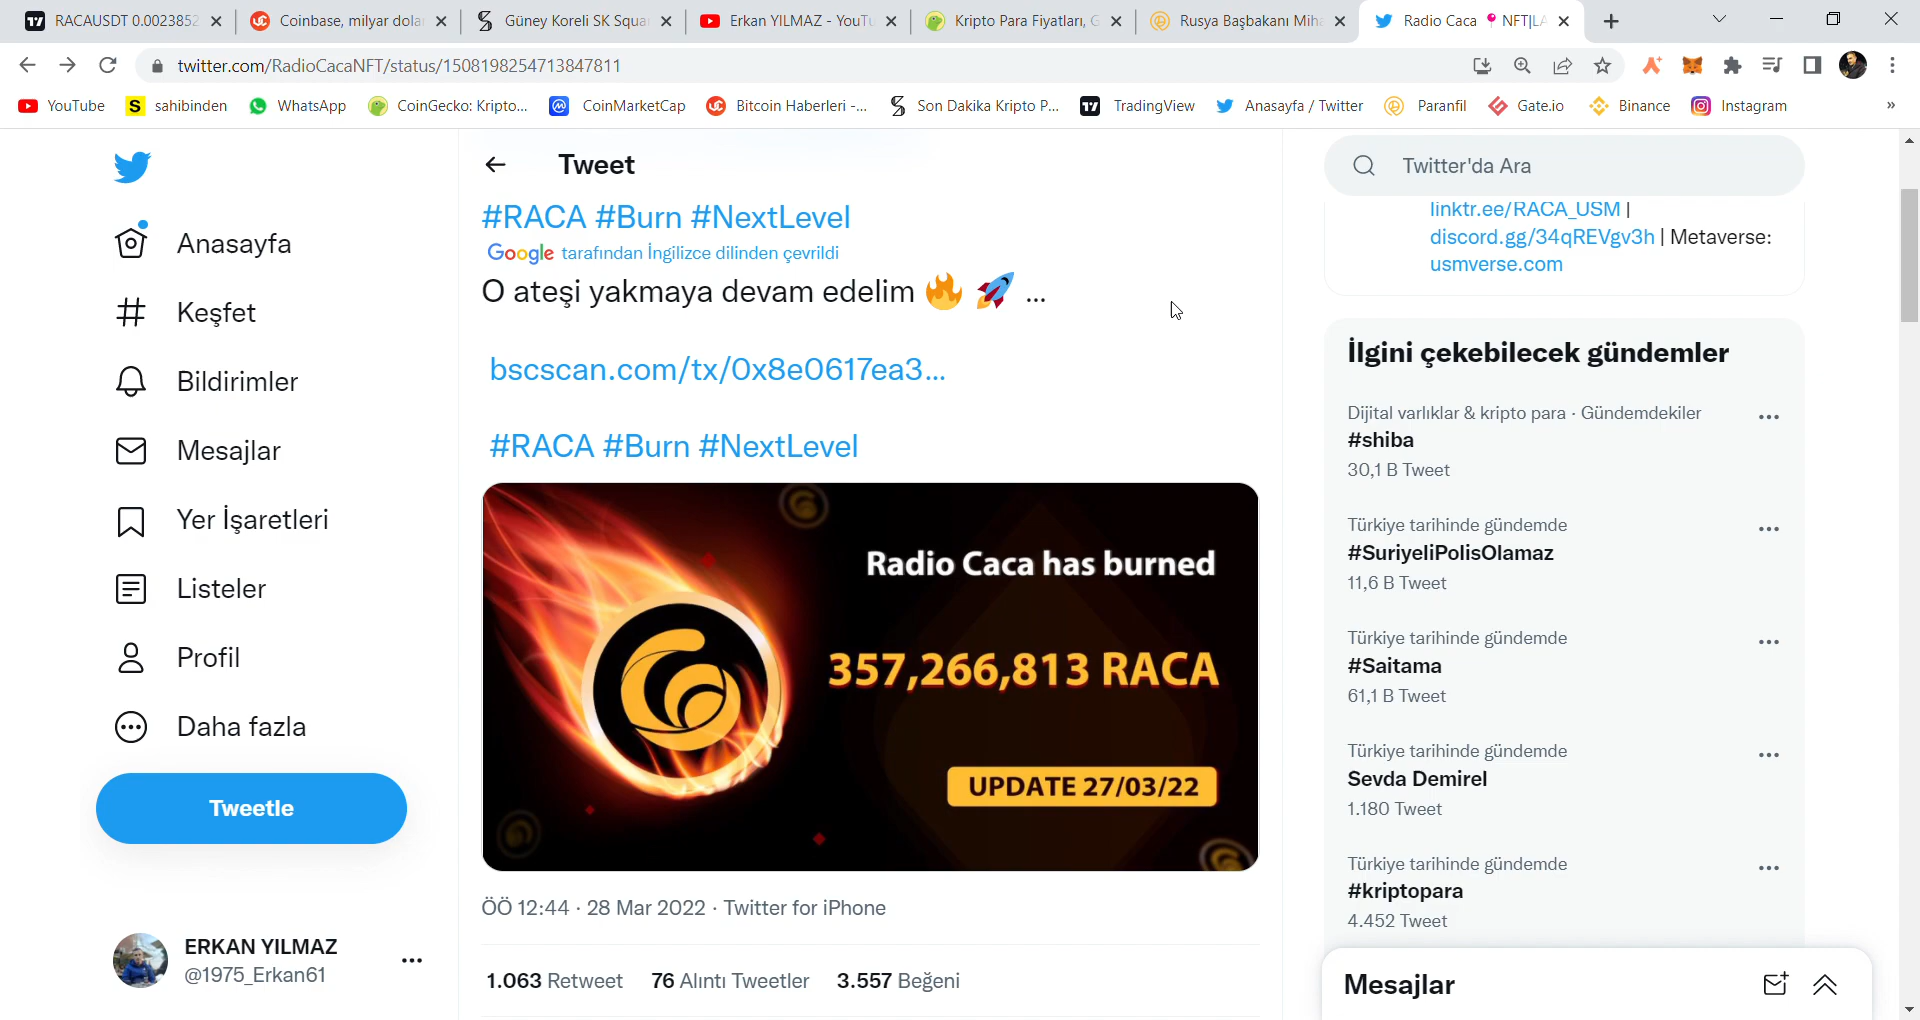 RACAUSDT 0.0023852
Coinbase, milyar dola
Güney Koreli SK Squa
Erkan YILMAZ - YouTu
Kripto Para Fiyatları, G
Rusya Başbakanı Miha
Radio Caca 📍 NFT|LA
twitter.com/RadioCacaNFT/status/1508198254713847811
YouTube
sahibinden
WhatsApp
CoinGecko: Kripto...
CoinMarketCap
Bitcoin Haberleri -...
Son Dakika Kripto P...
TradingView
Anasayfa / Twitter
Paranfil
Gate.io
Binance
Instagram
»
Anasayfa
Keşfet
Bildirimler
Mesajlar
Yer İşaretleri
Listeler
Profil
Daha fazla
Tweetle
ERKAN YILMAZ
@1975_Erkan61
Tweet
#RACA #Burn #NextLevel
Google tarafından İngilizce dilinden çevrildi
O ateşi yakmaya devam edelim 🔥 🚀 ...
bscscan.com/tx/0x8e0617ea3...
#RACA #Burn #NextLevel
Radio Caca has burned
357,266,813 RACA
UPDATE 27/03/22
ÖÖ 12:44 · 28 Mar 2022 · Twitter for iPhone
1.063 Retweet 76 Alıntı Tweetler 3.557 Beğeni
Twitter'da Ara
linktr.ee/RACA_USM |
discord.gg/34qREVgv3h | Metaverse:
usmverse.com
İlgini çekebilecek gündemler
Dijital varlıklar & kripto para · Gündemdekiler
#shiba
30,1 B Tweet
Türkiye tarihinde gündemde
#SuriyeliPolisOlamaz
11,6 B Tweet
Türkiye tarihinde gündemde
#Saitama
61,1 B Tweet
Türkiye tarihinde gündemde
Sevda Demirel
1.180 Tweet
Türkiye tarihinde gündemde
#kriptopara
4.452 Tweet
Mesajlar